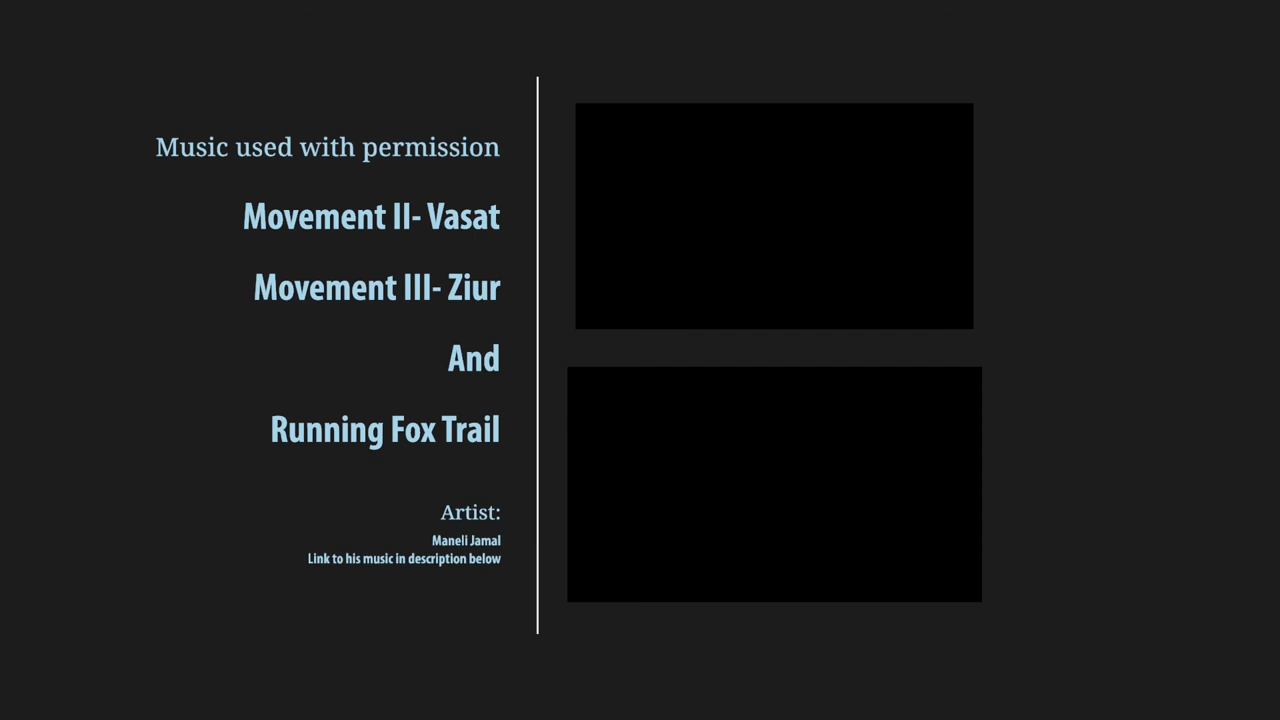 Music used with permission
Movement II- Vasat
Movement III- Ziur
And
Running Fox Trail
Artist:
Maneli Jamal
Link to his music in description below